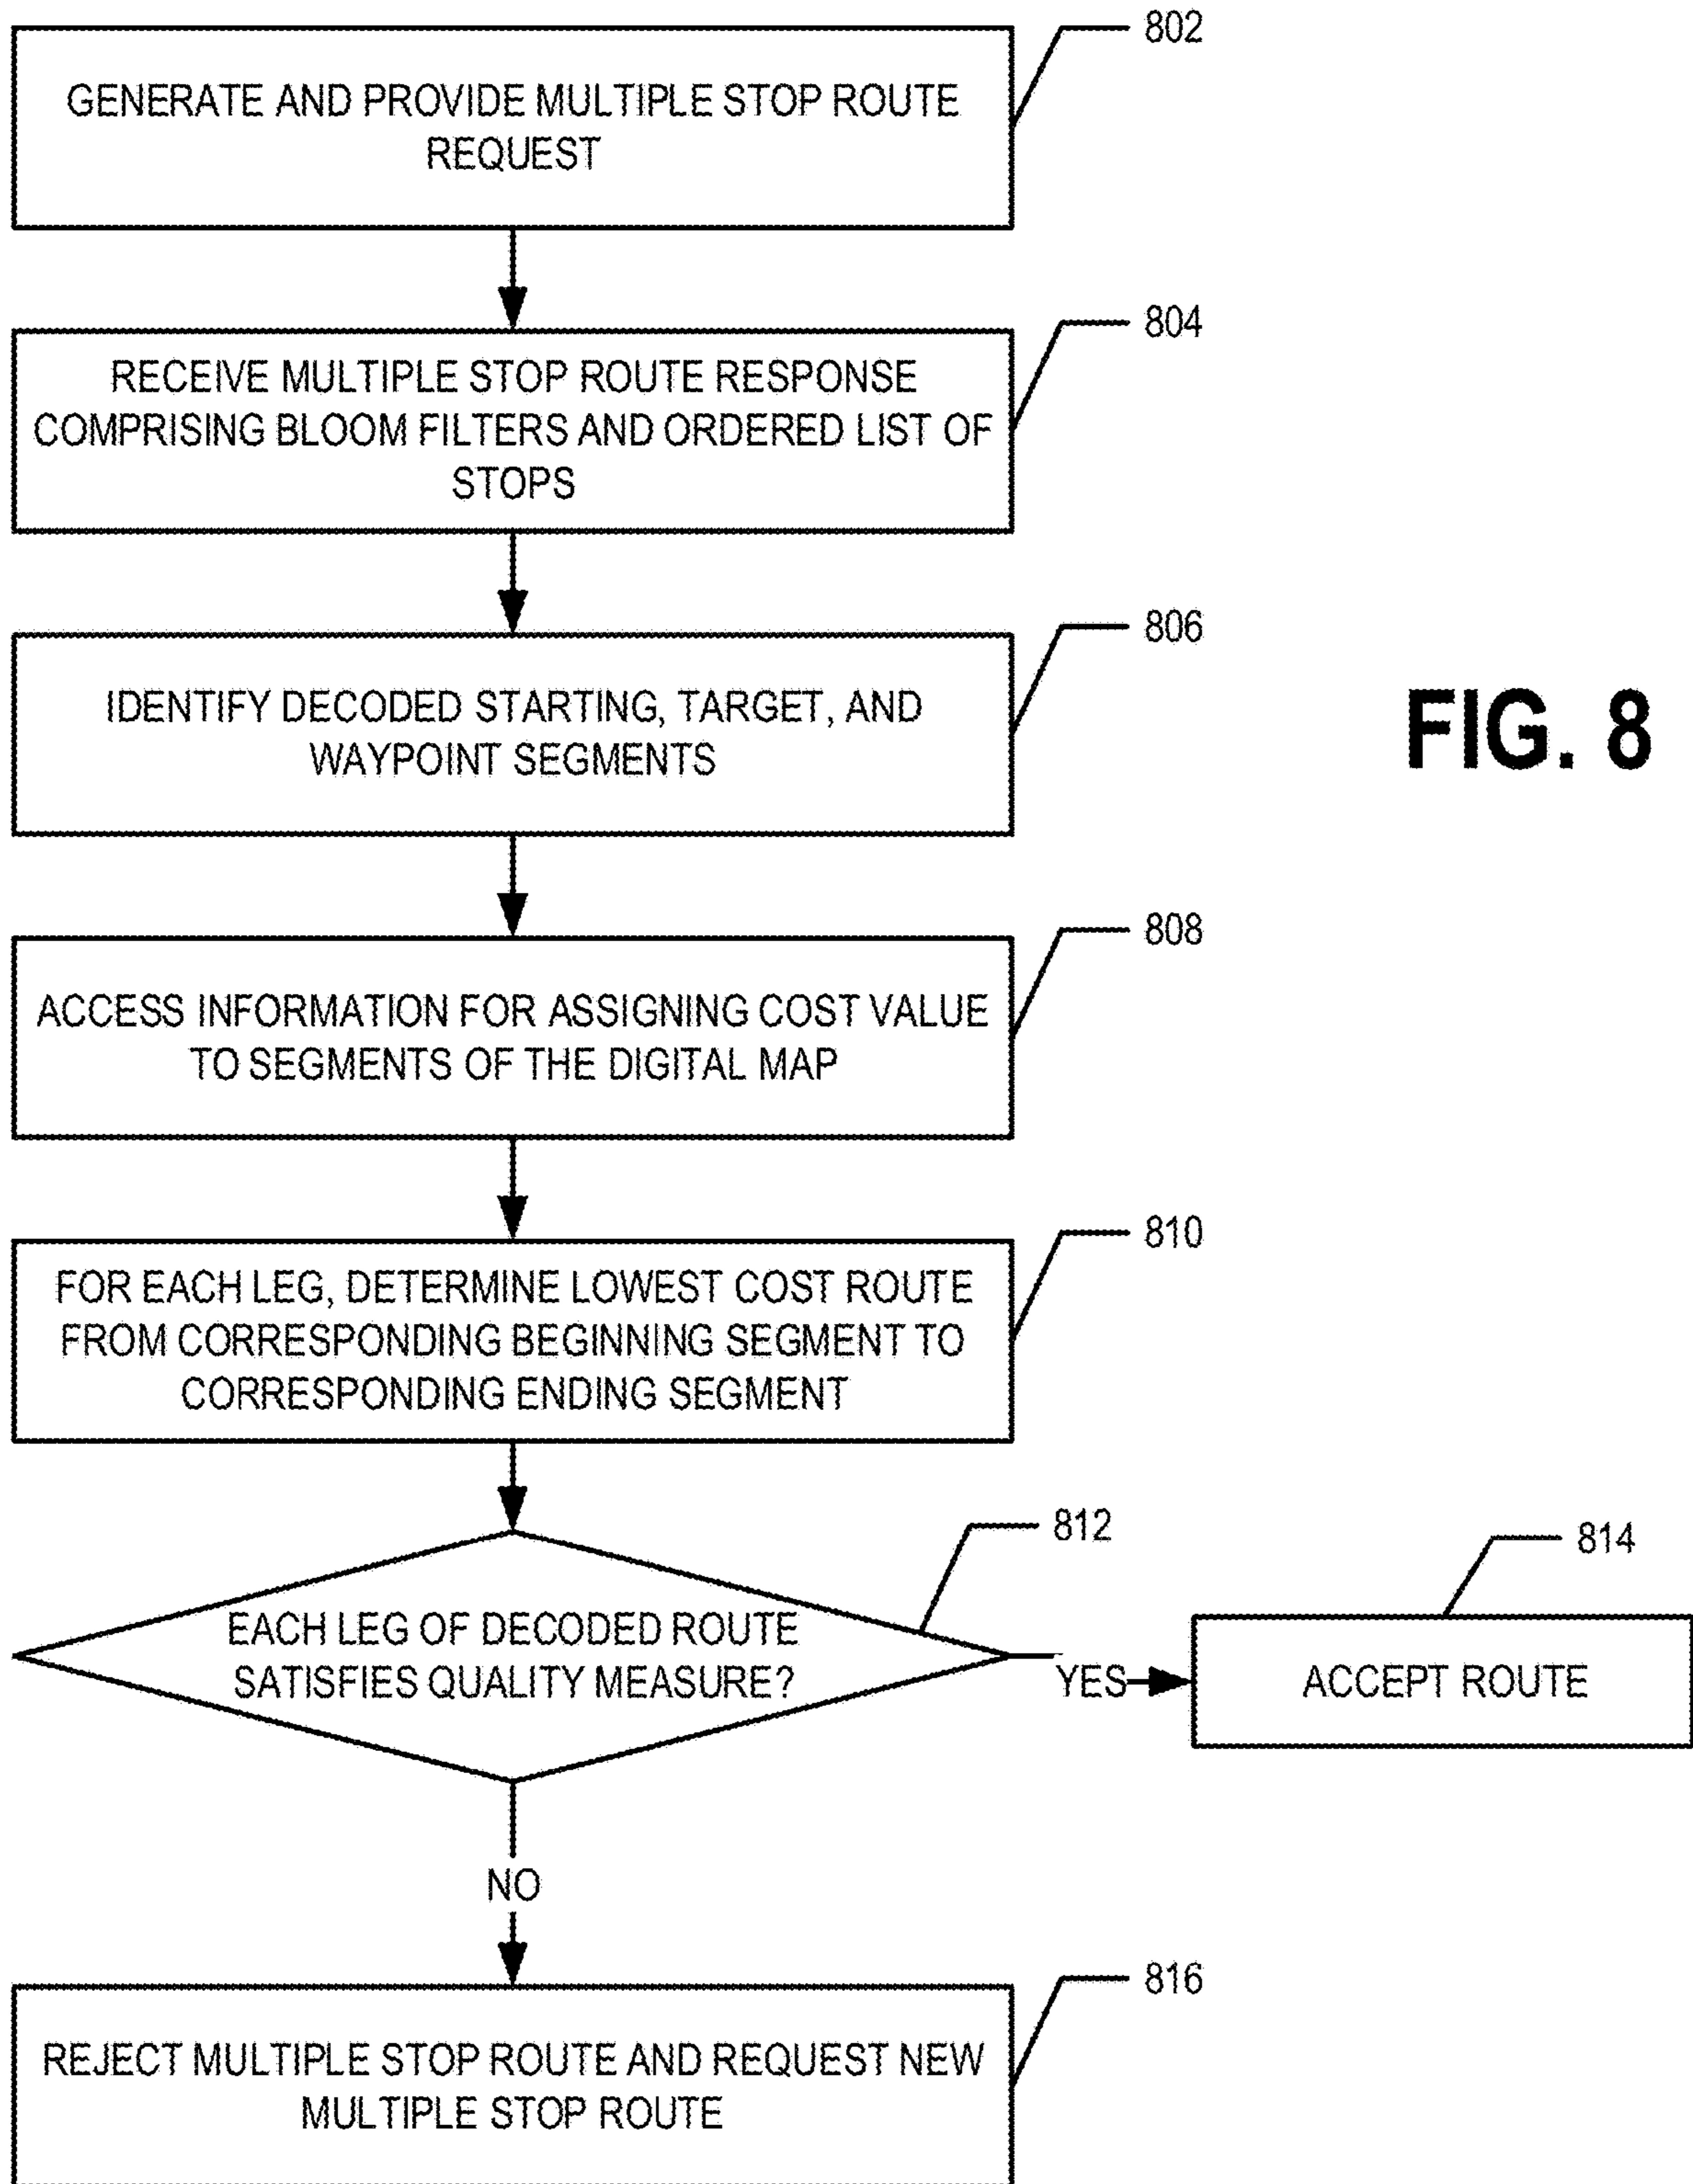 802
GENERATE AND PROVIDE MULTIPLE STOP ROUTE
REQUEST
804
RECEIVE MULTIPLE STOP ROUTE RESPONSE
COMPRISING BLOOM FILTERS AND ORDERED LIST OF
STOPS
806
IDENTIFY DECODED STARTING, TARGET, AND
WAYPOINT SEGMENTS
FIG. 8
808
ACCESS INFORMATION FOR ASSIGNING COST VALUE
TO SEGMENTS OF THE DIGITAL MAP
810
FOR EACH LEG, DETERMINE LOWEST COST ROUTE
FROM CORRESPONDING BEGINNING SEGMENT TO
CORRESPONDING ENDING SEGMENT
812
EACH LEG OF DECODED ROUTE
SATISFIES QUALITY MEASURE?
YES
814
ACCEPT ROUTE
NO
816
REJECT MULTIPLE STOP ROUTE AND REQUEST NEW
MULTIPLE STOP ROUTE